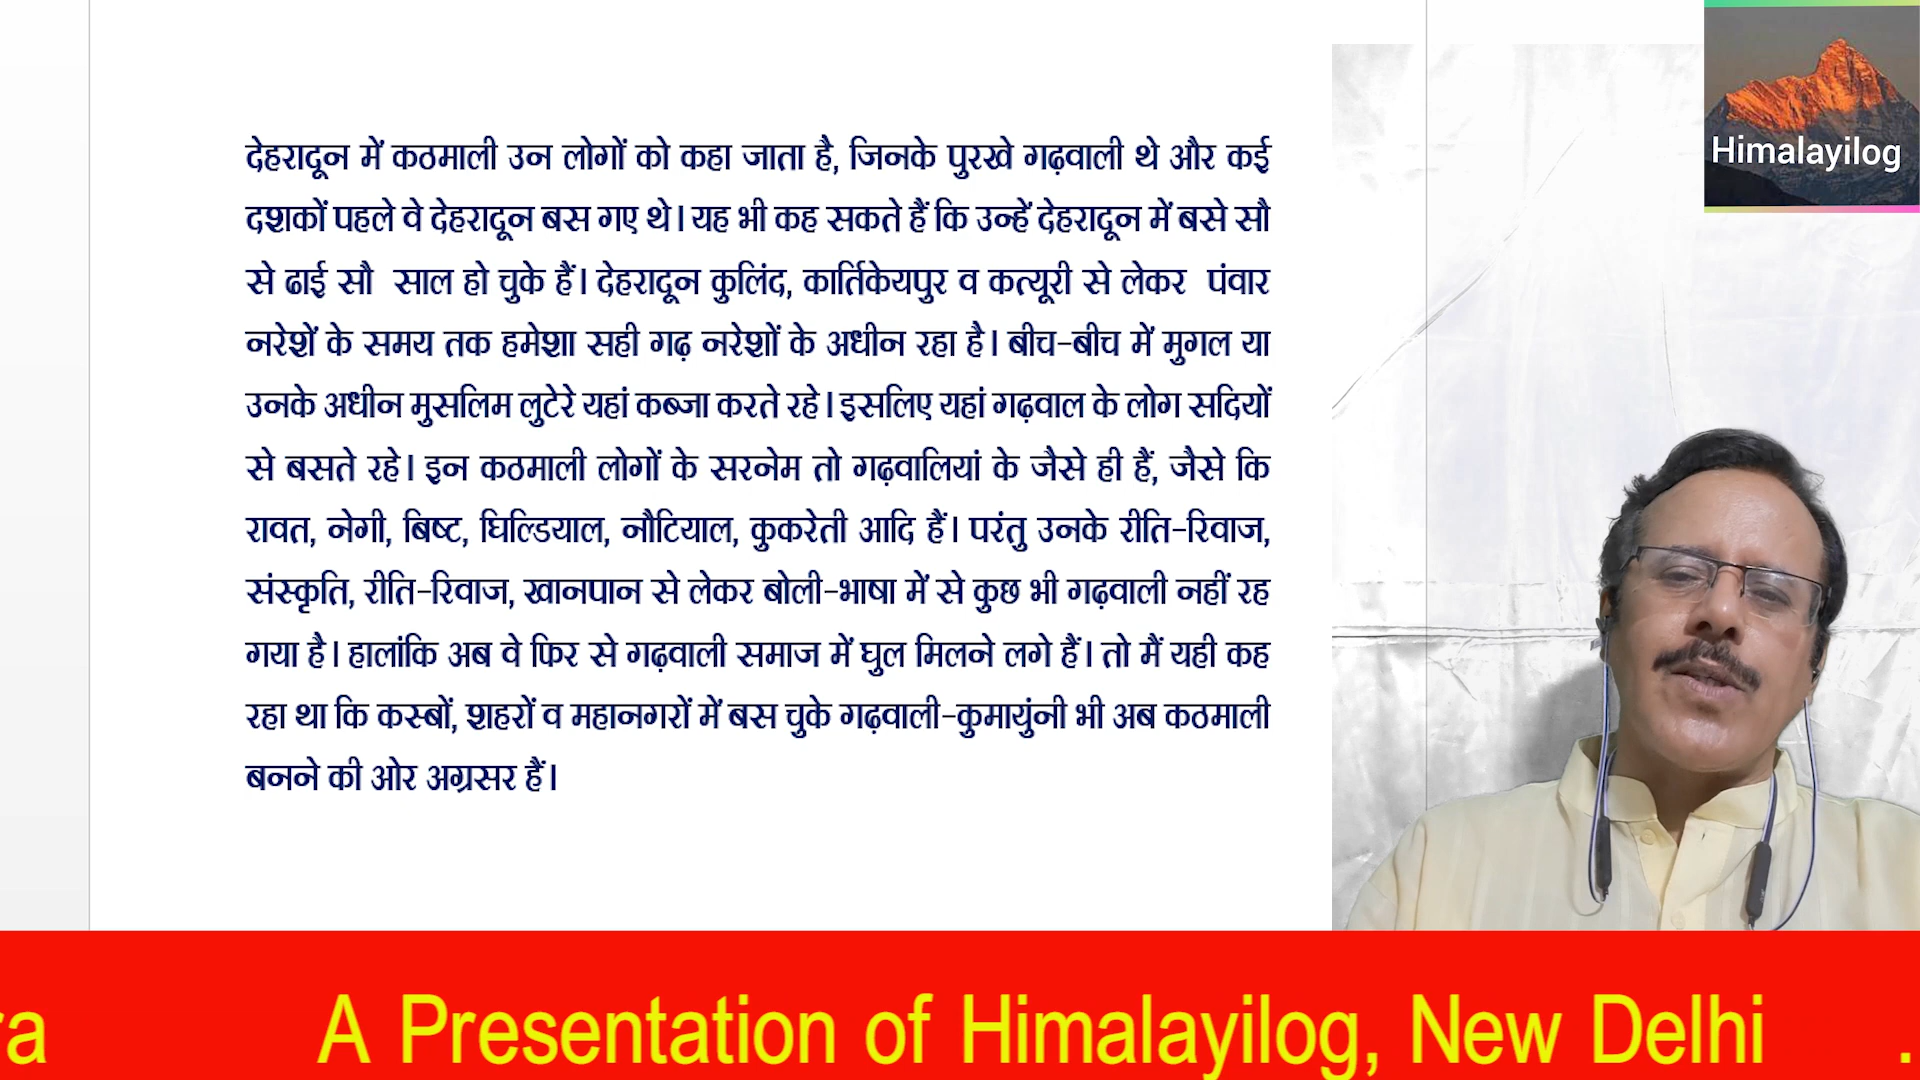 देहरादून में कठमाली उन लोगों को कहा जाता है, जिनके पुरखे गढ़वाली थे और कई
दशकों पहले वे देहरादून बस गए थे। यह भी कह सकते हैं कि उन्हें देहरादून में बसे सौ
से ढाई सौ साल हो चुके हैं। देहरादून कुलिंद, कार्तिकेयपुर व कत्यूरी से लेकर पंवार
नरेशें के समय तक हमेशा सही गढ़ नरेशों के अधीन रहा है। बीच-बीच में मुगल या
उनके अधीन मुसलिम लुटेरे यहां कब्जा करते रहे। इसलिए यहां गढ़वाल के लोग सदियों
से बसते रहे। इन कठमाली लोगों के सरनेम तो गढ़वालियां के जैसे ही हैं, जैसे कि
रावत, नेगी, बिष्ट, घिल्डियाल, नौटियाल, कुकरेती आदि हैं। परंतु उनके रीति-रिवाज,
संस्कृति, रीति-रिवाज, खानपान से लेकर बोली-भाषा में से कुछ भी गढ़वाली नहीं रह
गया है। हालांकि अब वे फिर से गढ़वाली समाज में घुल मिलने लगे हैं। तो मैं यही कह
रहा था कि कस्बों, शहरों व महानगरों में बस चुके गढ़वाली-कुमायुंनी भी अब कठमाली
बनने की ओर अग्रसर हैं।
Himalayilog
ra A Presentation of Himalayilog, New Delhi .